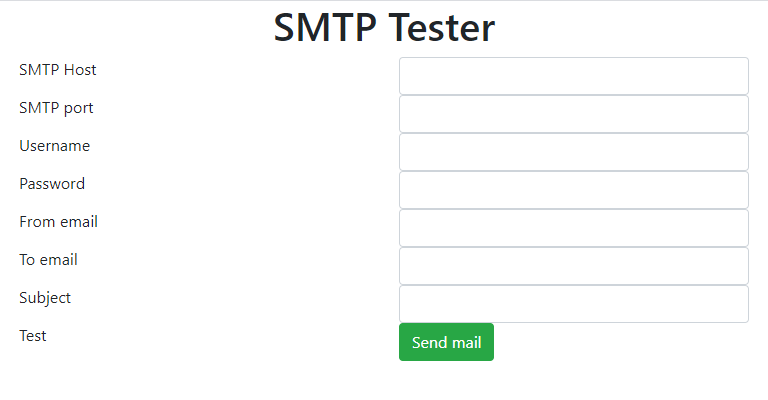 SMTP Tester
SMTP Host
SMTP port
Username
Password
From email
To email
Subject
Test
Send mail